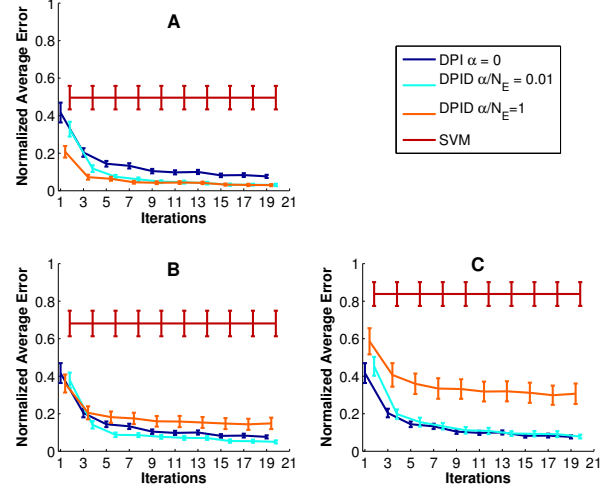 A
Normalized Average Error
1
0.8
0.6
0.4
0.2
0
1 3 5 7 9 11 13 15 17 19 21
Iterations
DPI α = 0
DPID α/N_E = 0.01
DPID α/N_E=1
SVM
B
Normalized Average Error
1
0.8
0.6
0.4
0.2
0
1 3 5 7 9 11 13 15 17 19 21
Iterations
C
Normalized Average Error
1
0.8
0.6
0.4
0.2
0
1 3 5 7 9 11 13 15 17 19 21
Iterations